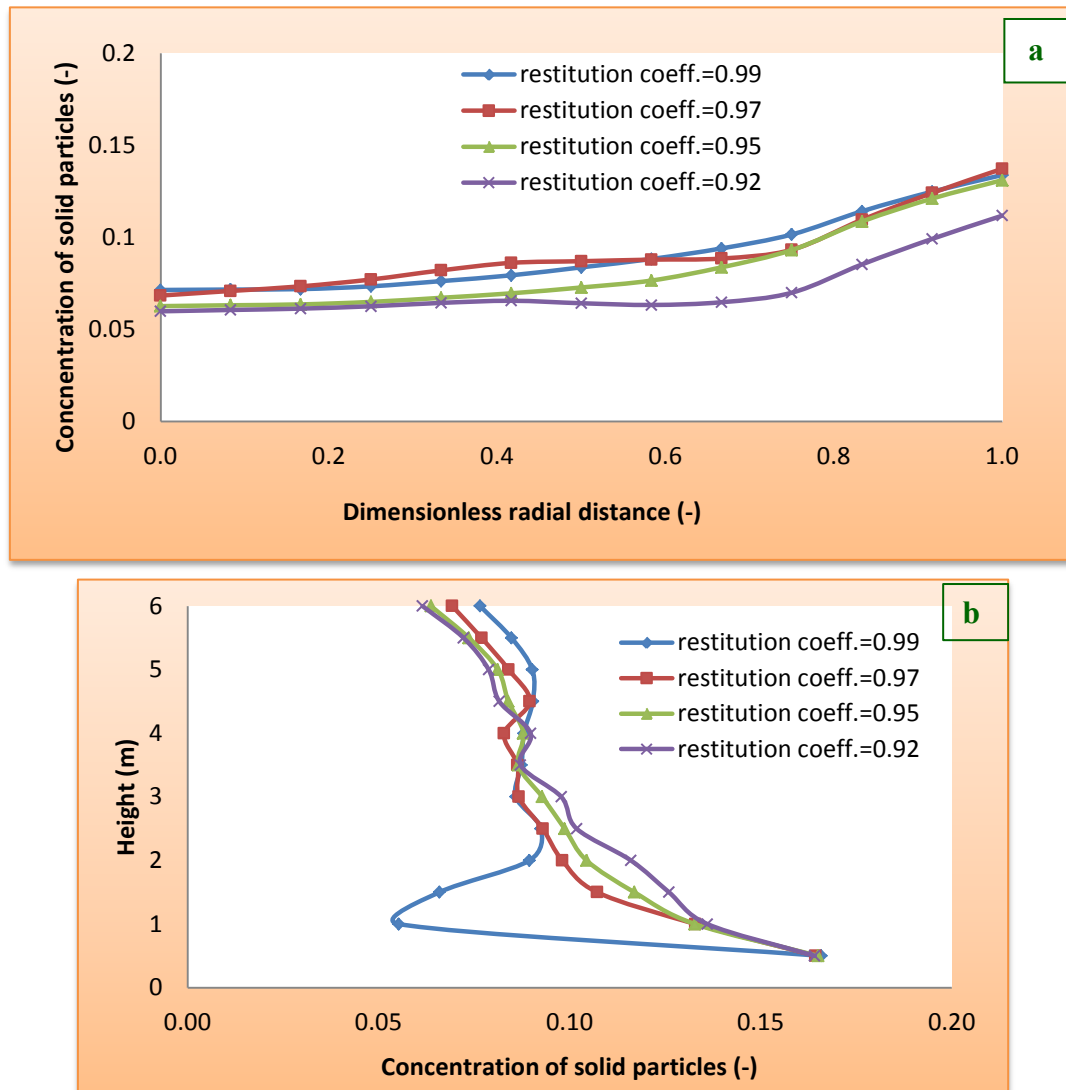 a
0.2
0.15
0.1
0.05
0
Concnentration of solid particles (-)
restitution coeff.=0.99
restitution coeff.=0.97
restitution coeff.=0.95
restitution coeff.=0.92
0.0 0.2 0.4 0.6 0.8 1.0
Dimensionless radial distance (-)
b
6
5
4
3
2
1
0
Height (m)
restitution coeff.=0.99
restitution coeff.=0.97
restitution coeff.=0.95
restitution coeff.=0.92
0.00 0.05 0.10 0.15 0.20
Concentration of solid particles (-)